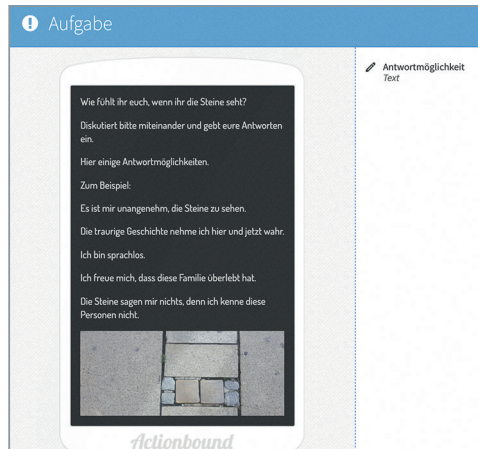 Aufgabe
Wie fühlt ihr euch, wenn ihr die Steine seht?
Diskutiert bitte miteinander und gebt eure Antworten
ein.
Hier einige Antwortmöglichkeiten.
Zum Beispiel:
Es ist mir unangenehm, die Steine zu sehen.
Die traurige Geschichte nehme ich hier und jetzt wahr.
Ich bin sprachlos.
Ich freue mich, dass diese Familie überlebt hat.
Die Steine sagen mir nichts, denn ich kenne diese
Personen nicht.
Actionbound
Antwortmöglichkeit
Text